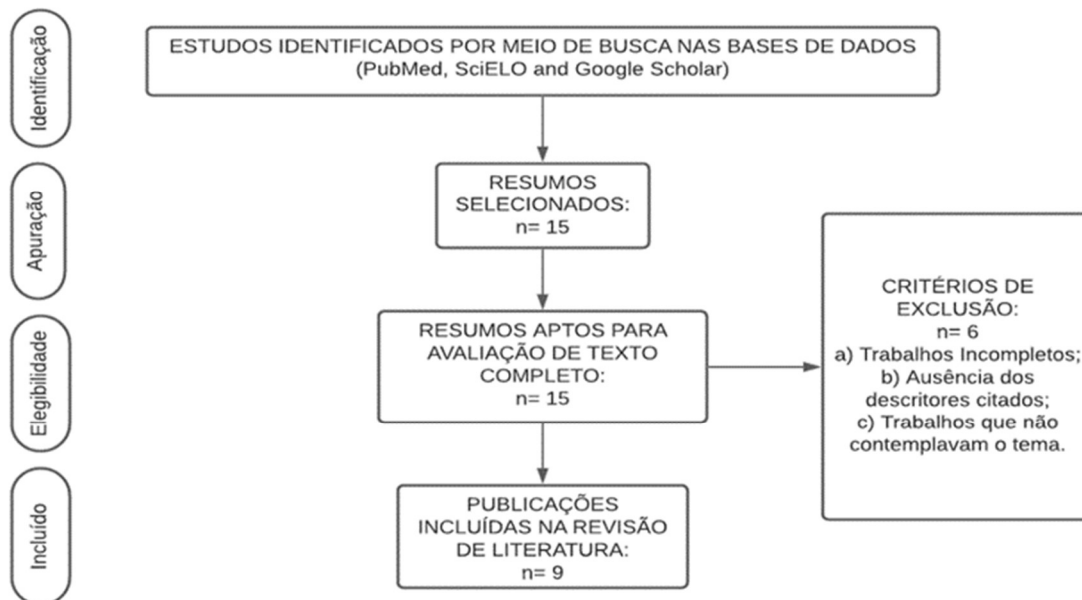 Identificação
ESTUDOS IDENTIFICADOS POR MEIO DE BUSCA NAS BASES DE DADOS
(PubMed, SciELO and Google Scholar)
Apuração
RESUMOS
SELECIONADOS:
n= 15
Elegibilidade
RESUMOS APTOS PARA
AVALIAÇÃO DE TEXTO
COMPLETO:
n= 15
CRITÉRIOS DE
EXCLUSÃO:
n= 6
a) Trabalhos Incompletos;
b) Ausência dos
descritores citados;
c) Trabalhos que não
contemplavam o tema.
Incluído
PUBLICAÇÕES
INCLUÍDAS NA REVISÃO
DE LITERATURA:
n= 9